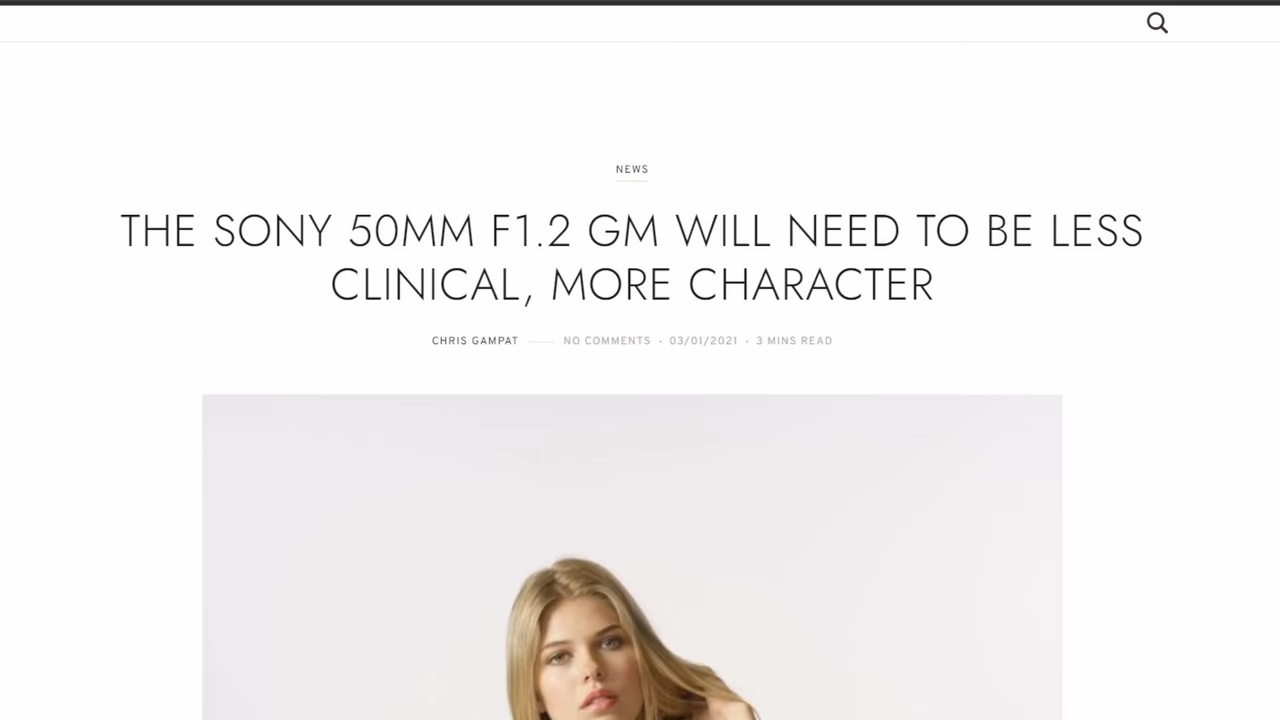 NEWS
THE SONY 50MM F1.2 GM WILL NEED TO BE LESS
CLINICAL, MORE CHARACTER
CHRIS GAMPAT NO COMMENTS • 03/01/2021 • 3 MINS READ